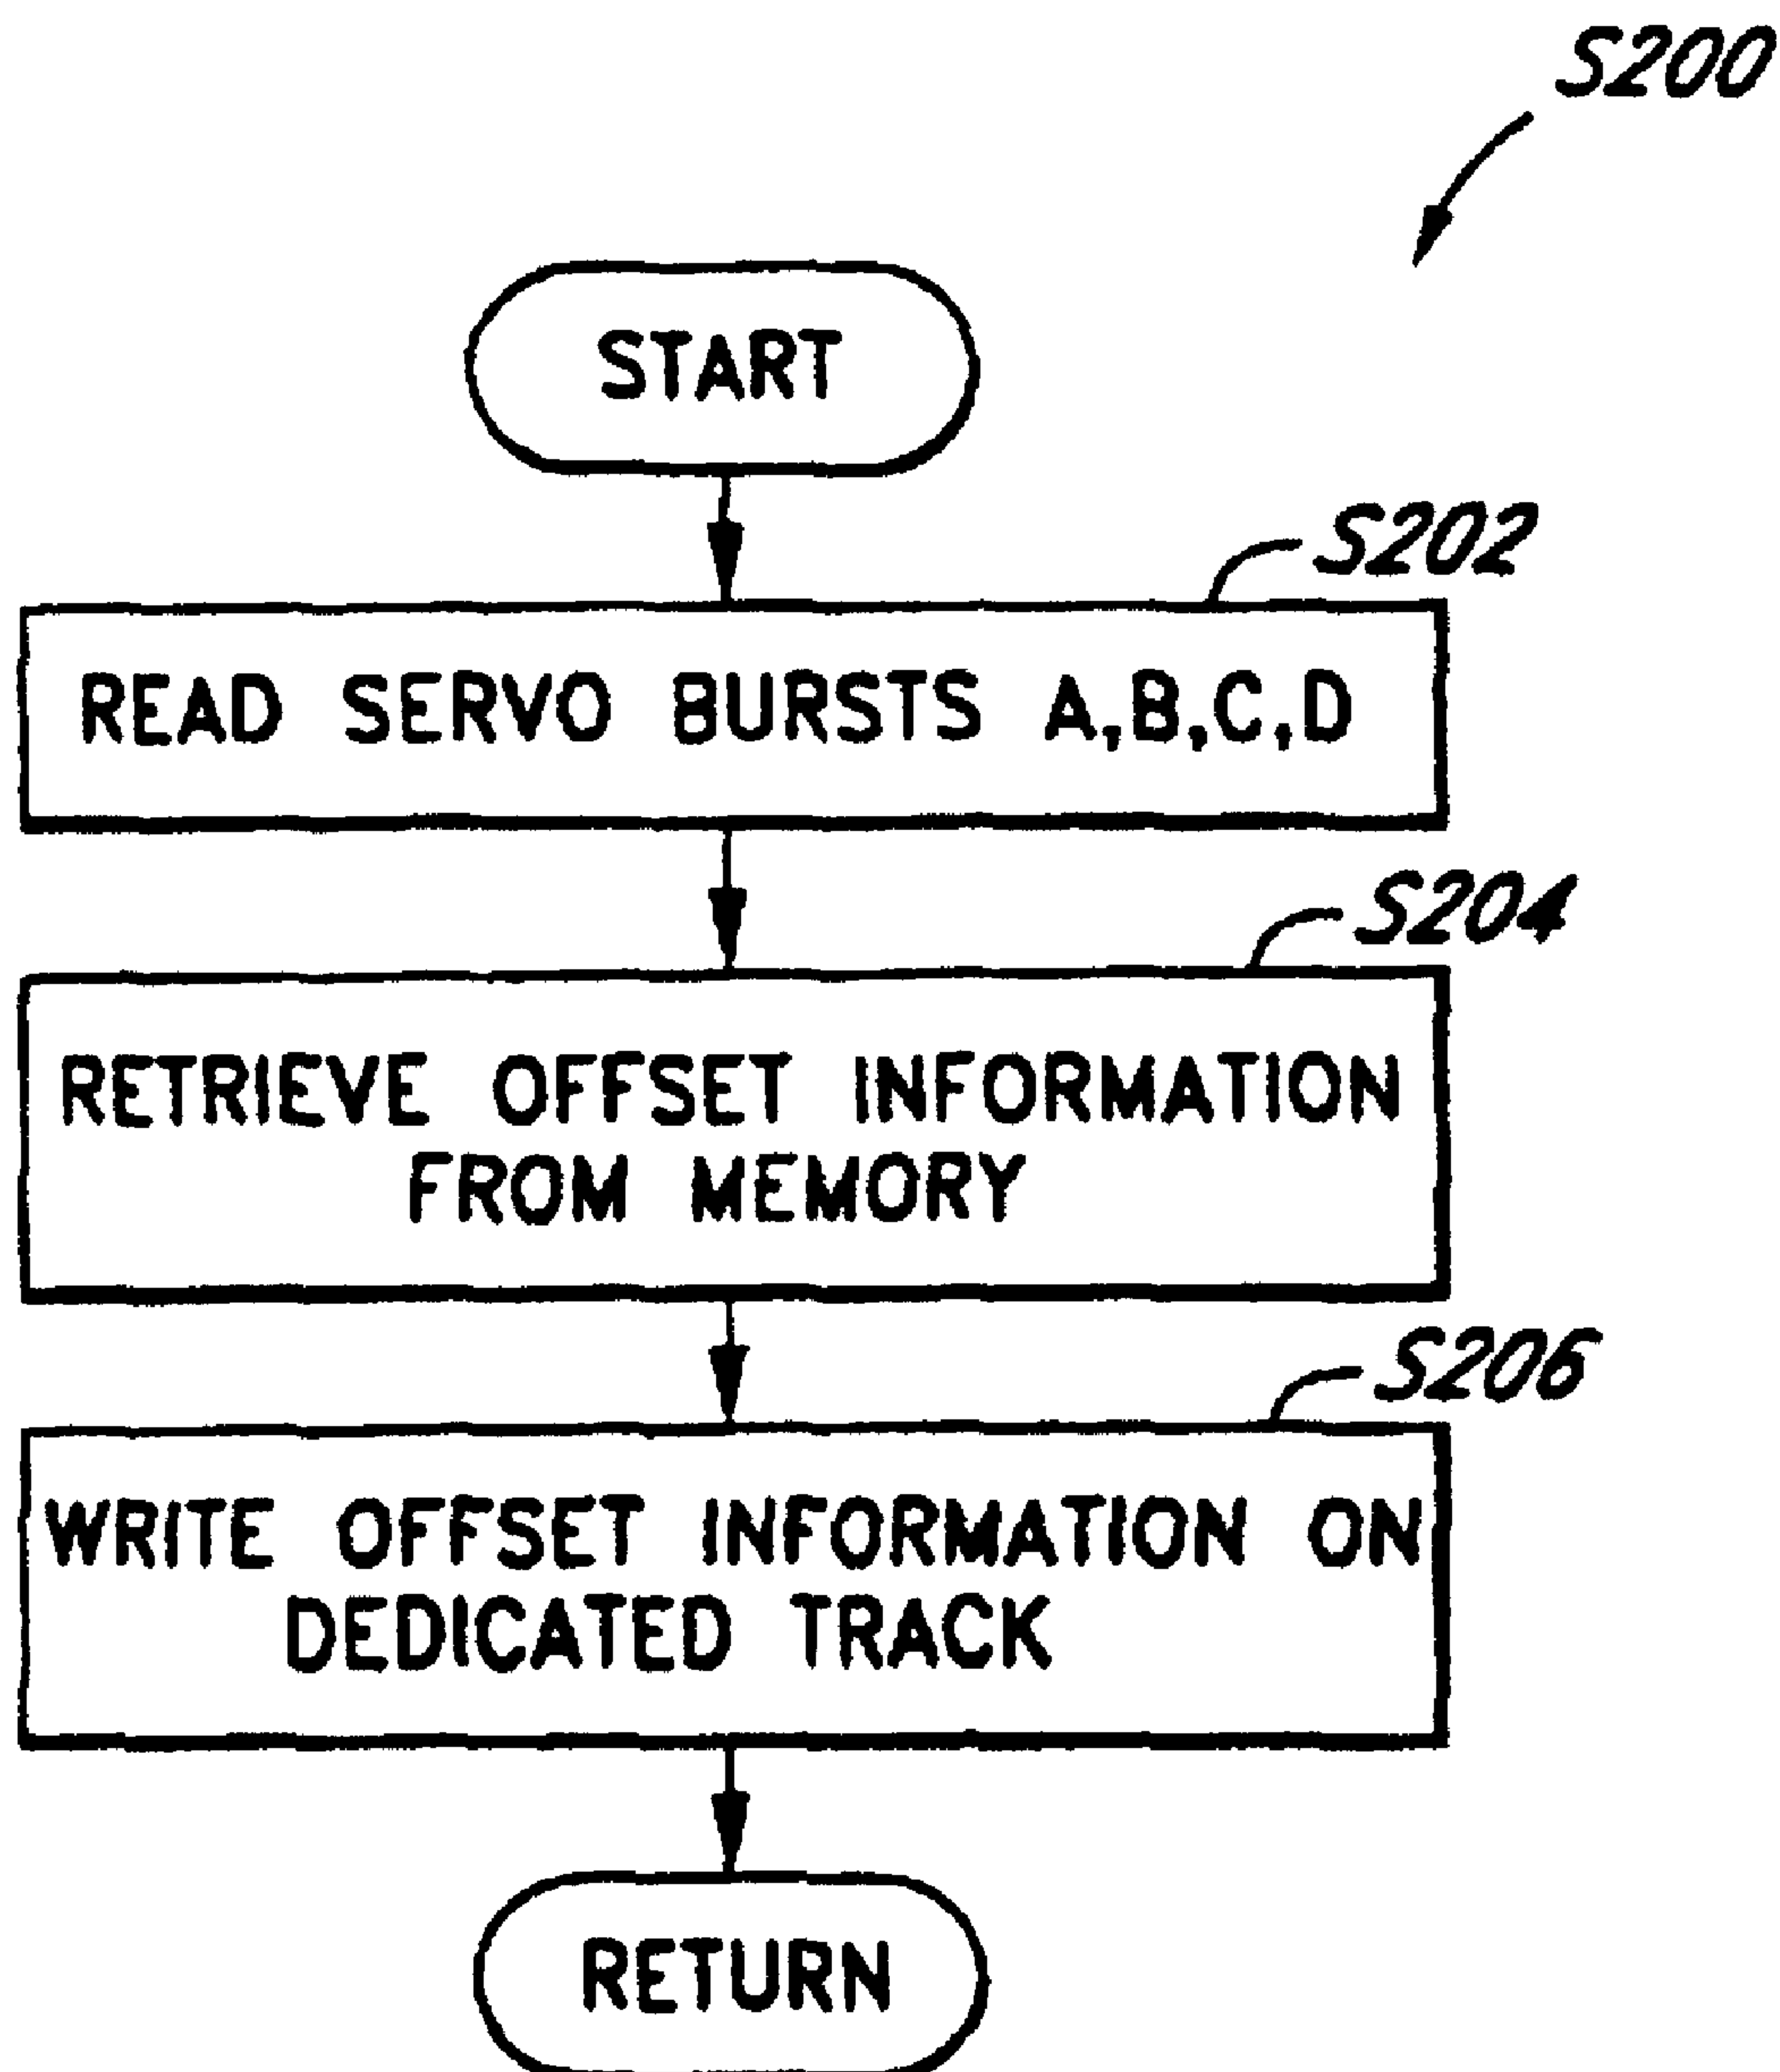 S200
START
S202
READ SERVO BURSTS A,B,C,D
S204
RETRIEVE OFFSET INFORMATION
FROM MEMORY
S206
WRITE OFFSET INFORMATION ON
DEDICATED TRACK
RETURN